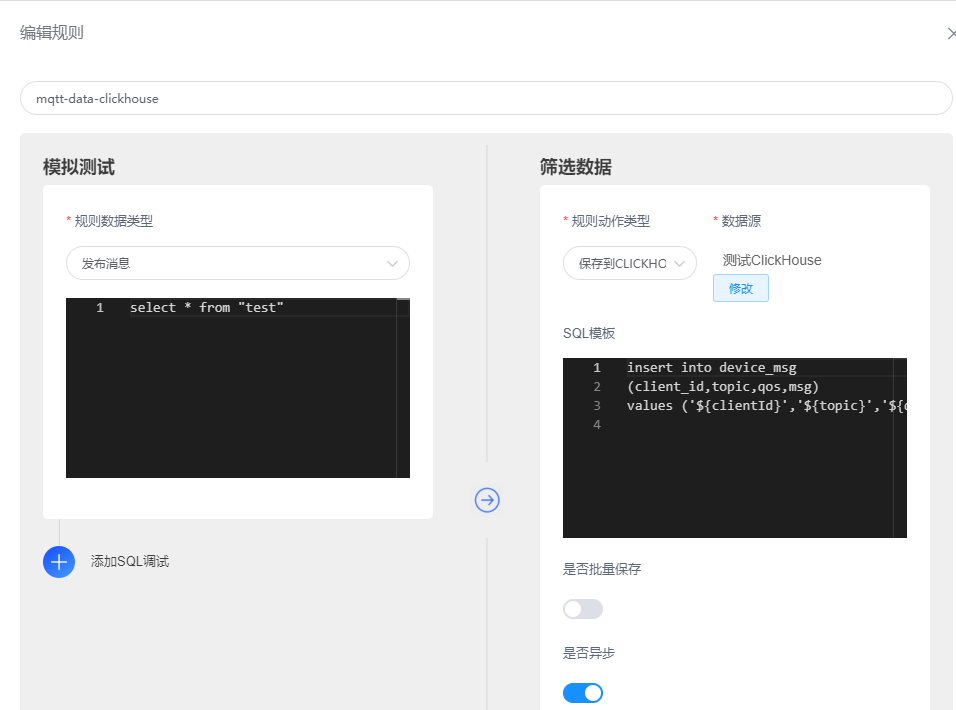 编辑规则
mqtt-data-clickhouse
模拟测试
* 规则数据类型
发布消息
1 select * from "test"
添加SQL调试
筛选数据
* 规则动作类型 * 数据源
保存到CLICKHO 测试ClickHouse
修改
SQL模板
1 insert into device_msg
2 (client_id,topic,qos,msg)
3 values ('${clientId}','${topic}','${
4
是否批量保存
是否异步